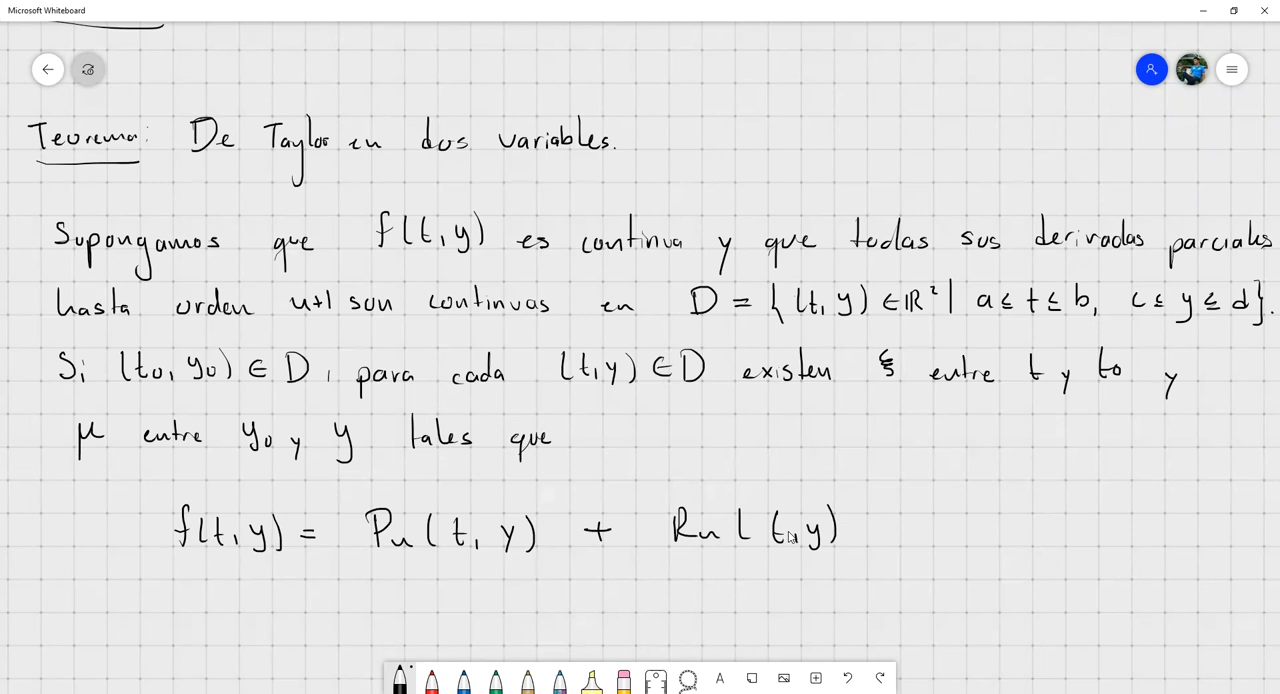 Microsoft Whiteboard
Teorema: De Taylor en dos variables.
Supongamos que f(t,y) es continua y que todas sus derivadas parciales
hasta orden n+1 son continuas en D = {(t,y) ∈ ℝ² | a ≤ t ≤ b, c ≤ y ≤ d}.
Si (t₀, y₀) ∈ D, para cada (t,y) ∈ D existen ξ entre t y t₀ y
μ entre y₀ y y tales que
f(t,y) = Pₙ(t,y) + Rₙ(t,y)
A